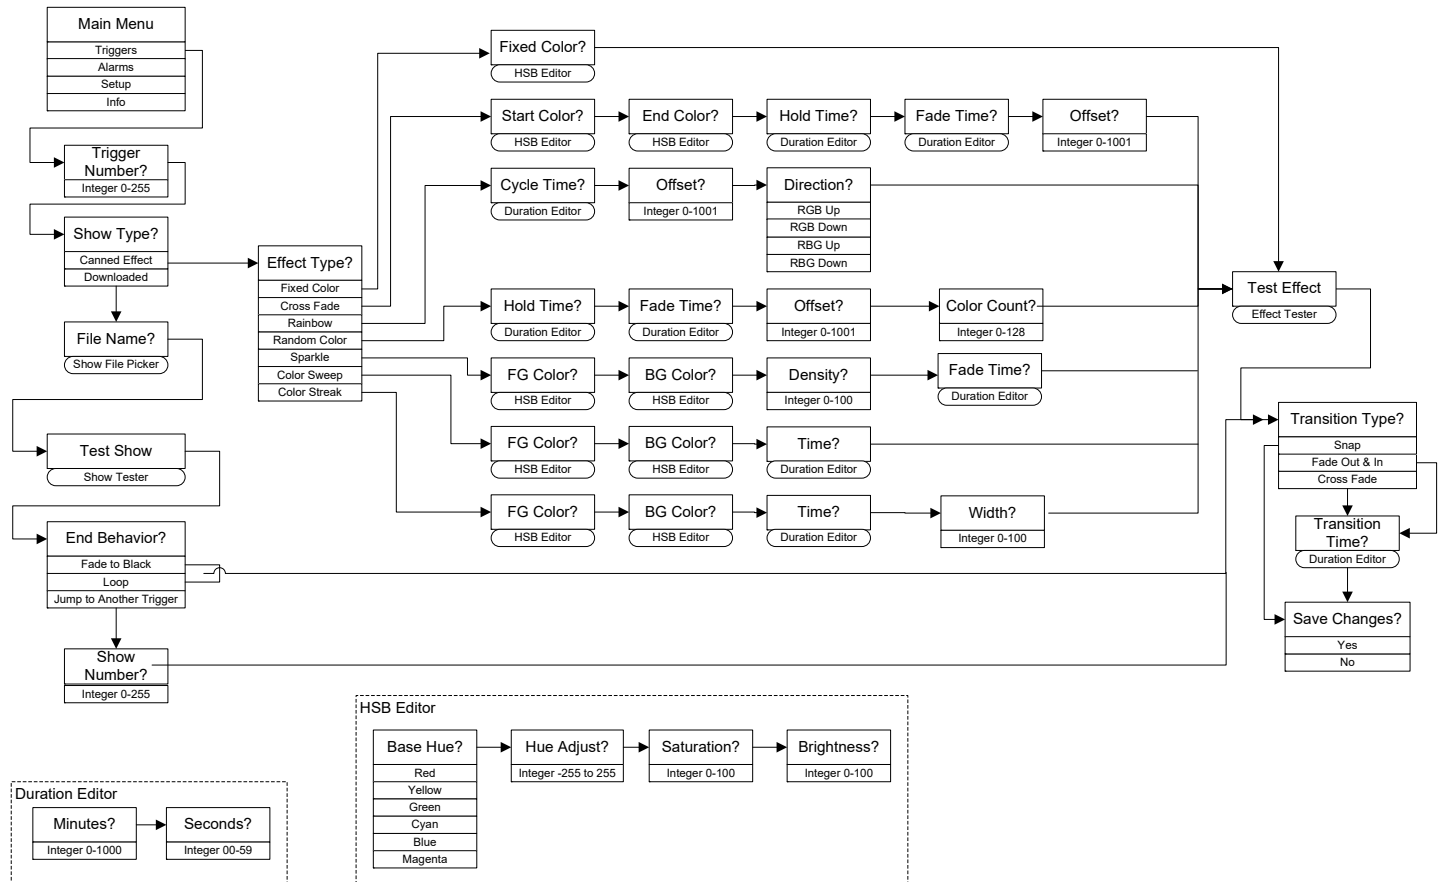 Main Menu
Triggers
Alarms
Setup
Info
Trigger
Number?
Integer 0-255
Show Type?
Canned Effect
Downloaded
File Name?
Show File Picker
Test Show
Show Tester
End Behavior?
Fade to Black
Loop
Jump to Another Trigger
Show
Number?
Integer 0-255
Effect Type?
Fixed Color
Cross Fade
Rainbow
Random Color
Sparkle
Color Sweep
Color Streak
Fixed Color?
HSB Editor
Start Color?
HSB Editor
End Color?
HSB Editor
Hold Time?
Duration Editor
Fade Time?
Duration Editor
Offset?
Integer 0-1001
Cycle Time?
Duration Editor
Offset?
Integer 0-1001
Direction?
RGB Up
RGB Down
RBG Up
RBG Down
Hold Time?
Duration Editor
Fade Time?
Duration Editor
Offset?
Integer 0-1001
Color Count?
Integer 0-128
FG Color?
HSB Editor
BG Color?
HSB Editor
Density?
Integer 0-100
Fade Time?
Duration Editor
FG Color?
HSB Editor
BG Color?
HSB Editor
Time?
Duration Editor
FG Color?
HSB Editor
BG Color?
HSB Editor
Time?
Duration Editor
Width?
Integer 0-100
Test Effect
Effect Tester
Transition Type?
Snap
Fade Out & In
Cross Fade
Transition
Time?
Duration Editor
Save Changes?
Yes
No
HSB Editor
Base Hue?
Red
Yellow
Green
Cyan
Blue
Magenta
Hue Adjust?
Integer -255 to 255
Saturation?
Integer 0-100
Brightness?
Integer 0-100
Duration Editor
Minutes?
Integer 0-1000
Seconds?
Integer 00-59